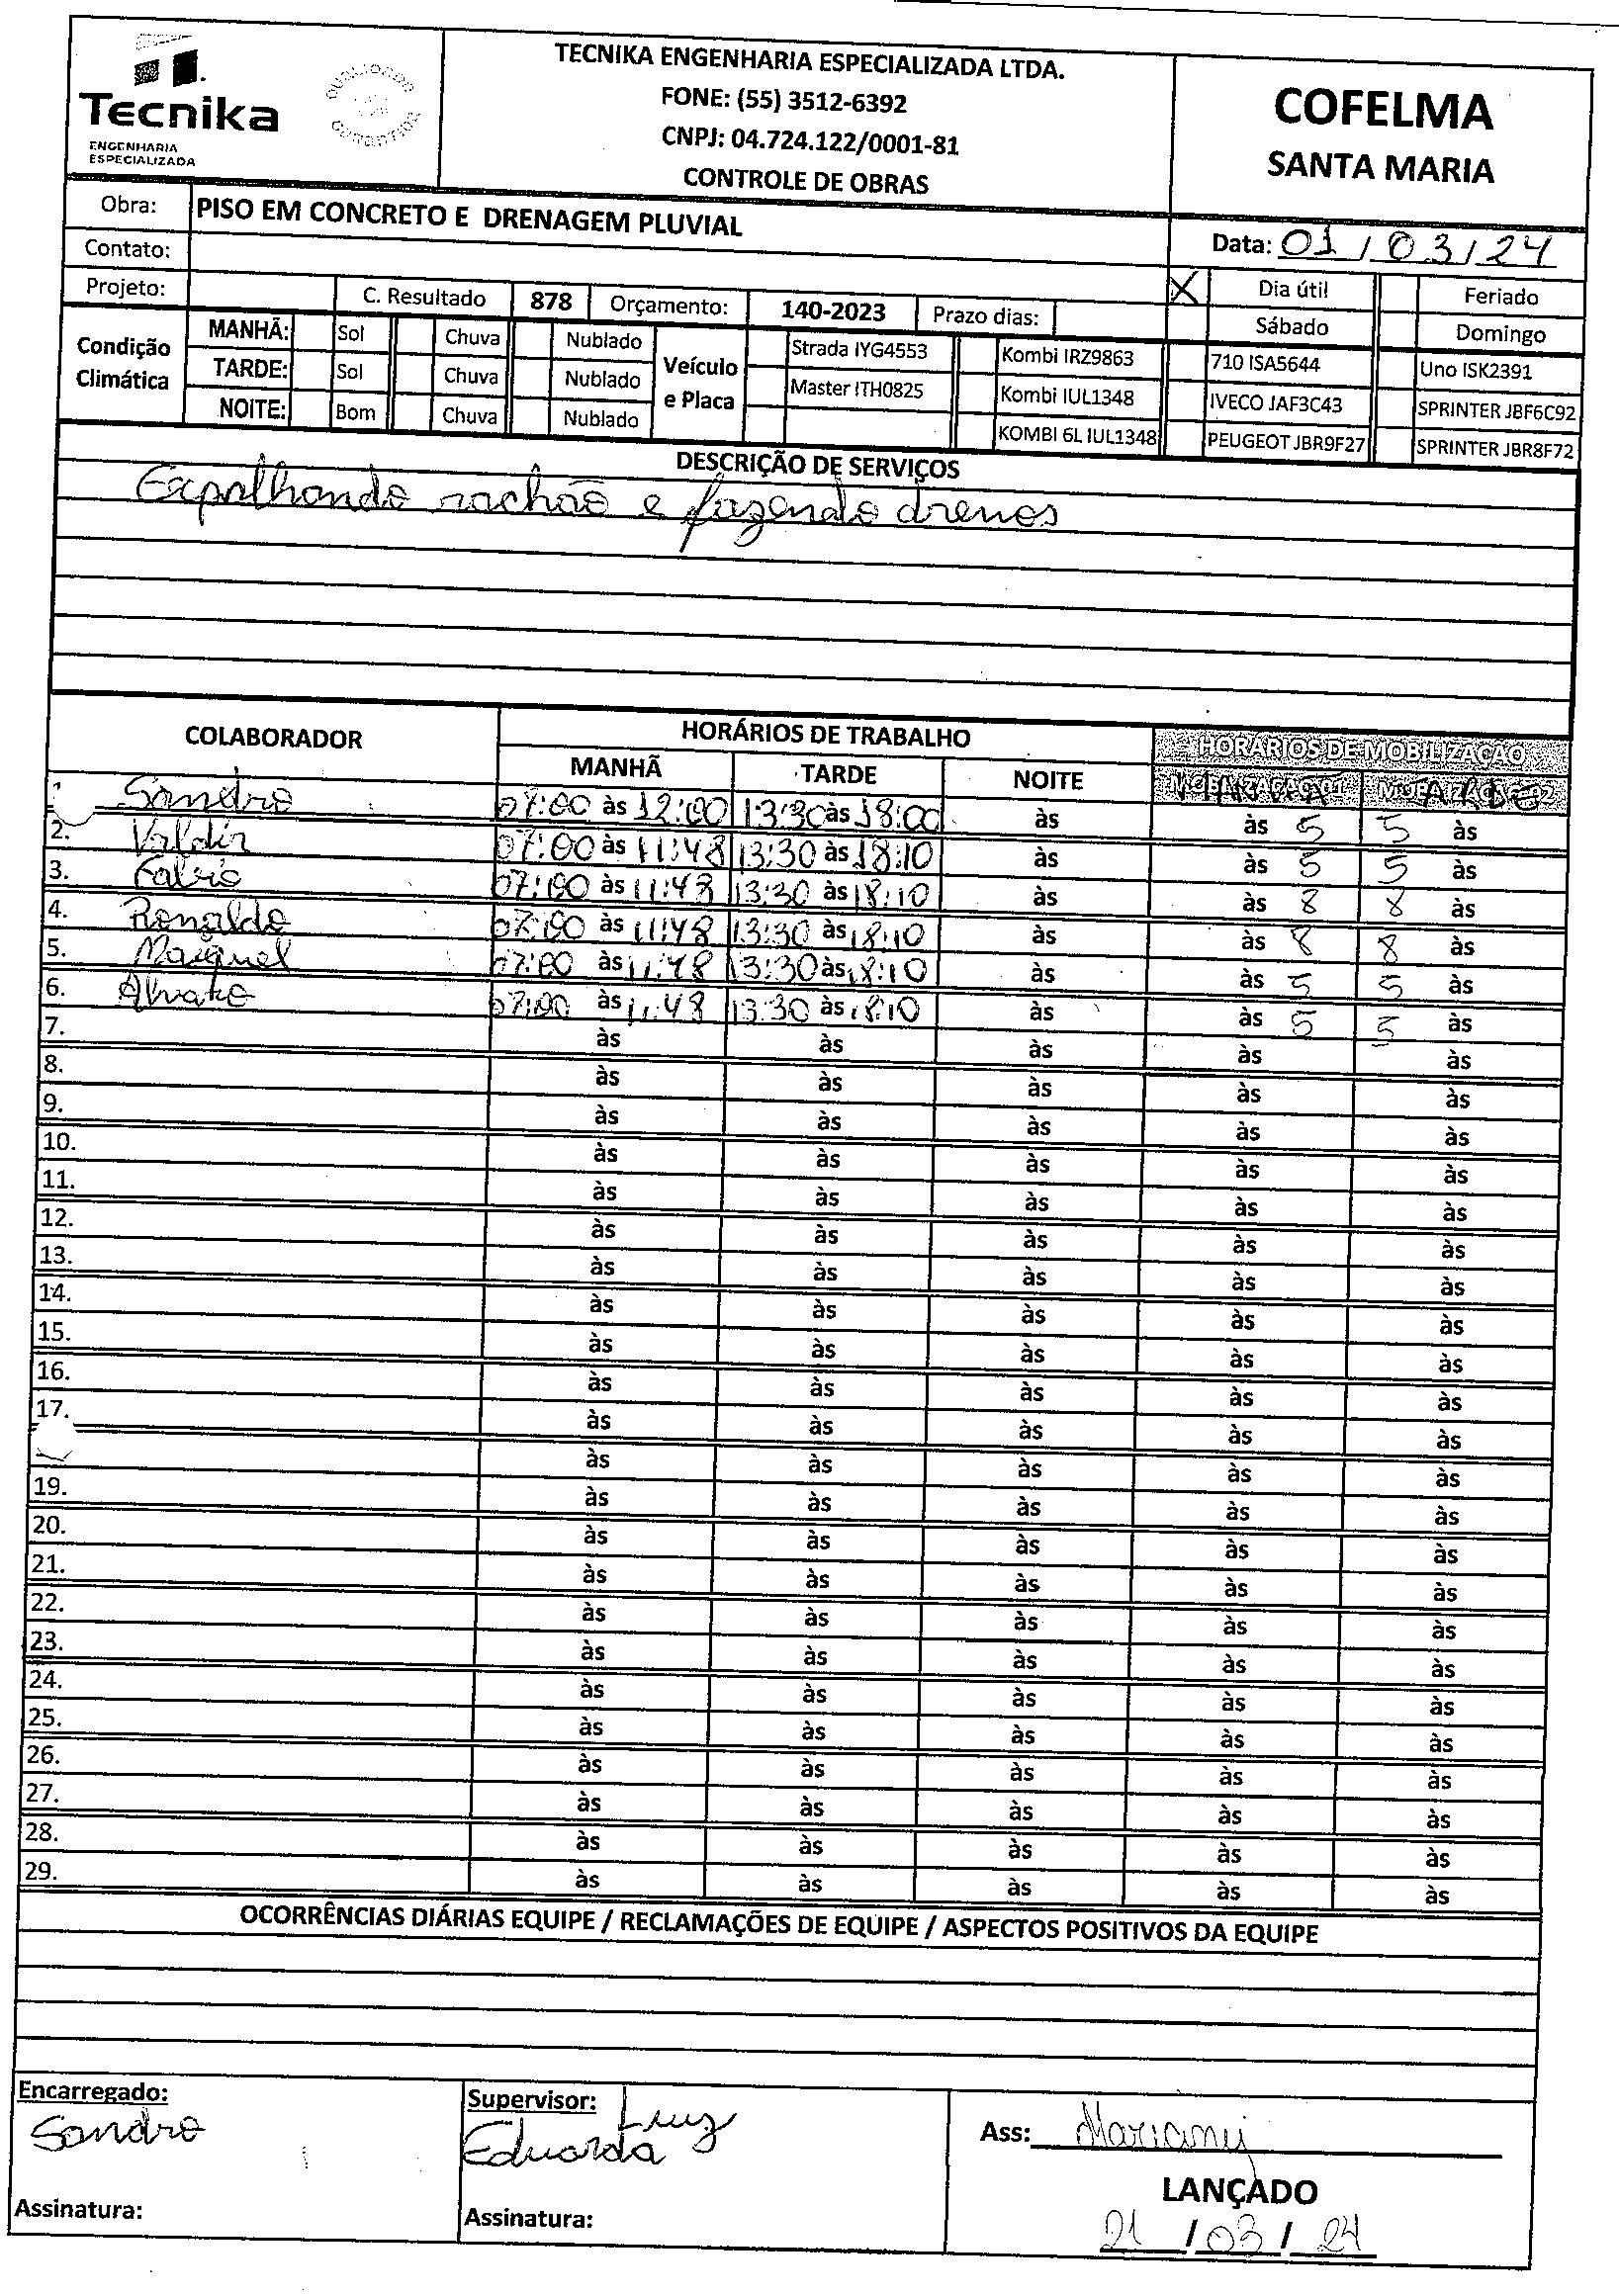 Tecnika
ENGENHARIA
ESPECIALIZADA
TECNIKA ENGENHARIA ESPECIALIZADA LTDA.
FONE: (55) 3512-6392
CNPJ: 04.724.122/0001-81
CONTROLE DE OBRAS
COFELMA
SANTA MARIA
Obra: PISO EM CONCRETO E DRENAGEM PLUVIAL
Data: 01/03/24
Contato:
Projeto: C. Resultado 878 Orçamento: 140-2023 Prazo dias:
X Dia útil Feriado
Sábado Domingo
Condição Climática
MANHÃ: Sol Chuva Nublado
TARDE: Sol Chuva Nublado
NOITE: Bom Chuva Nublado
Veículo e Placa
Strada IYG4553 Kombi IRZ9863 710 ISA5644 Uno ISK2391
Master ITH0825 Kombi IUL1348 IVECO JAF3C43 SPRINTER JBF6C92
KOMBI 6L IUL1348 PEUGEOT JBR9F27 SPRINTER JBR8F72
DESCRIÇÃO DE SERVIÇOS
Espalhando rachão e fazendo drenos
COLABORADOR HORÁRIOS DE TRABALHO HORÁRIOS DE MOBILIZAÇÃO
MANHÃ TARDE NOITE MANHÃ TARDE
Sandro 07:00 às 12:00 13:30 às 18:00 às às 5 5 às
2. Valdir 07:00 às 11:48 13:30 às 18:10 às às 5 5 às
3. Fabio 07:00 às 11:48 13:30 às 18:10 às às 8 8 às
4. Ronaldo 07:00 às 11:48 13:30 às 18:10 às às 8 8 às
5. Maiquel 07:00 às 11:48 13:30 às 18:10 às às 5 5 às
6. Alvaro 07:00 às 11:48 13:30 às 18:10 às às 5 5 às
7. às às às às às
8. às às às às às
9. às às às às às
10. às às às às às
11. às às às às às
12. às às às às às
13. às às às às às
14. às às às às às
15. às às às às às
16. às às às às às
17. às às às às às
às às às às às
19. às às às às às
20. às às às às às
21. às às às às às
22. às às às às às
23. às às às às às
24. às às às às às
25. às às às às às
26. às às às às às
27. às às às às às
28. às às às às às
29. às às às às às
OCORRÊNCIAS DIÁRIAS EQUIPE / RECLAMAÇÕES DE EQUIPE / ASPECTOS POSITIVOS DA EQUIPE
Encarregado:
Sandro
Assinatura:
Supervisor: Luiz
Eduarda
Assinatura:
Ass: Mariany
LANÇADO
21/03/24